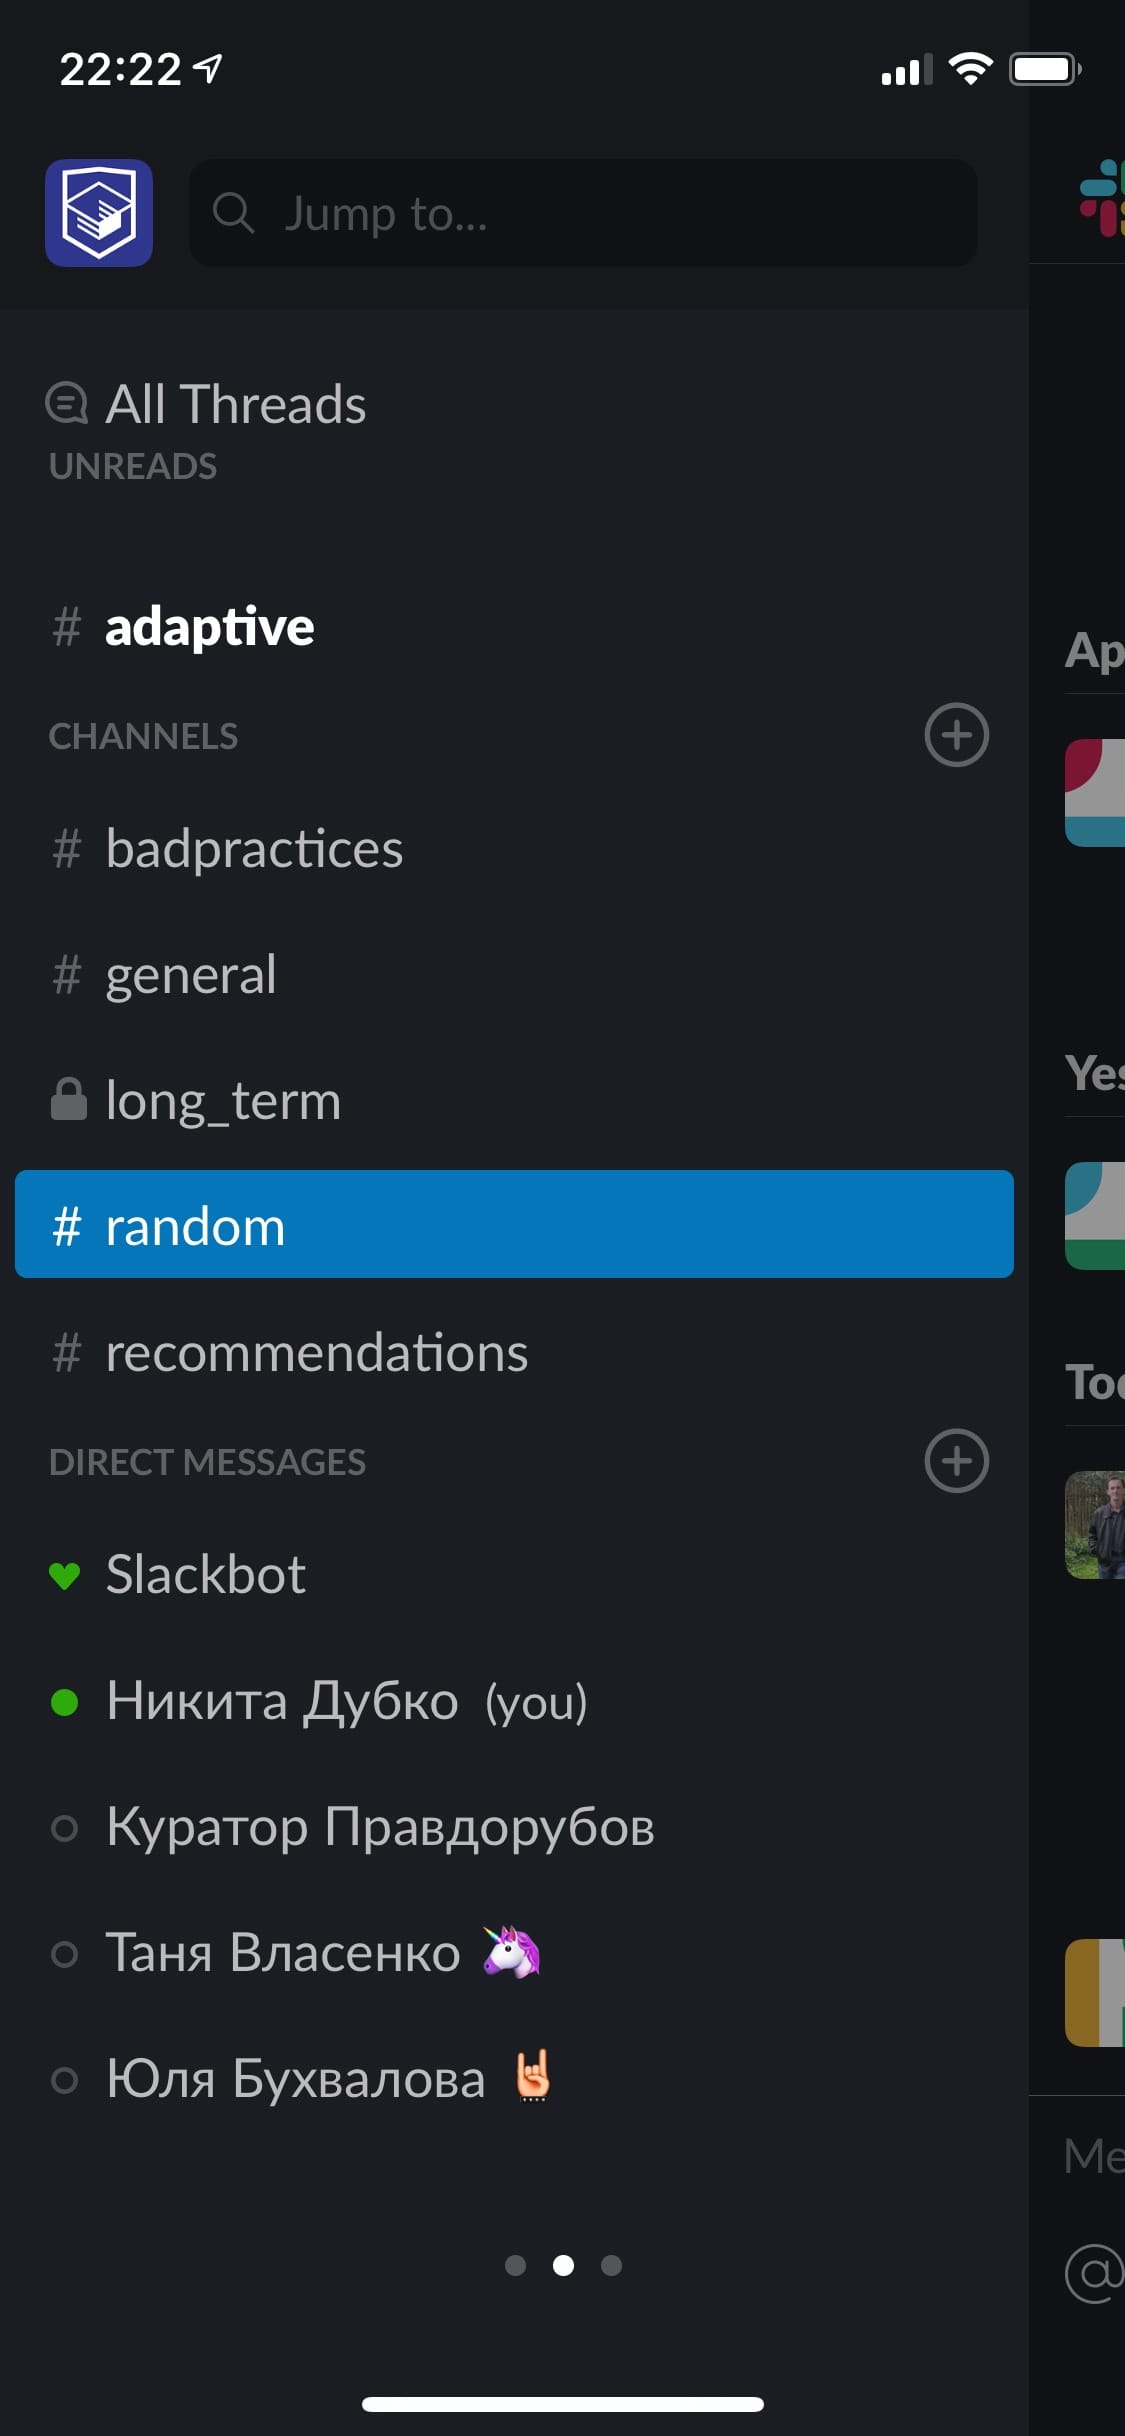 22:22
Jump to...
All Threads
UNREADS
# adaptive
CHANNELS
# badpractices
# general
long_term
# random
# recommendations
DIRECT MESSAGES
Slackbot
Никита Дубко (you)
Куратор Правдорубов
Таня Власенко 🦄
Юля Бухвалова 🤘🏻
Ap
Yes
Tod
Me
@